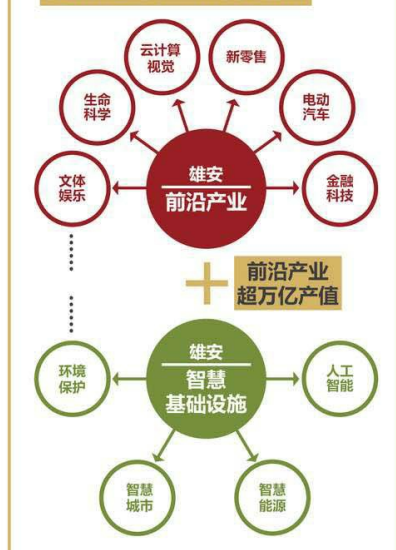 云计算
视觉
新零售
生命
科学
电动
汽车
文体
娱乐
雄安
前沿产业
金融
科技
前沿产业
超万亿产值
环境
保护
雄安
智慧
基础设施
人工
智能
智慧
城市
智慧
能源